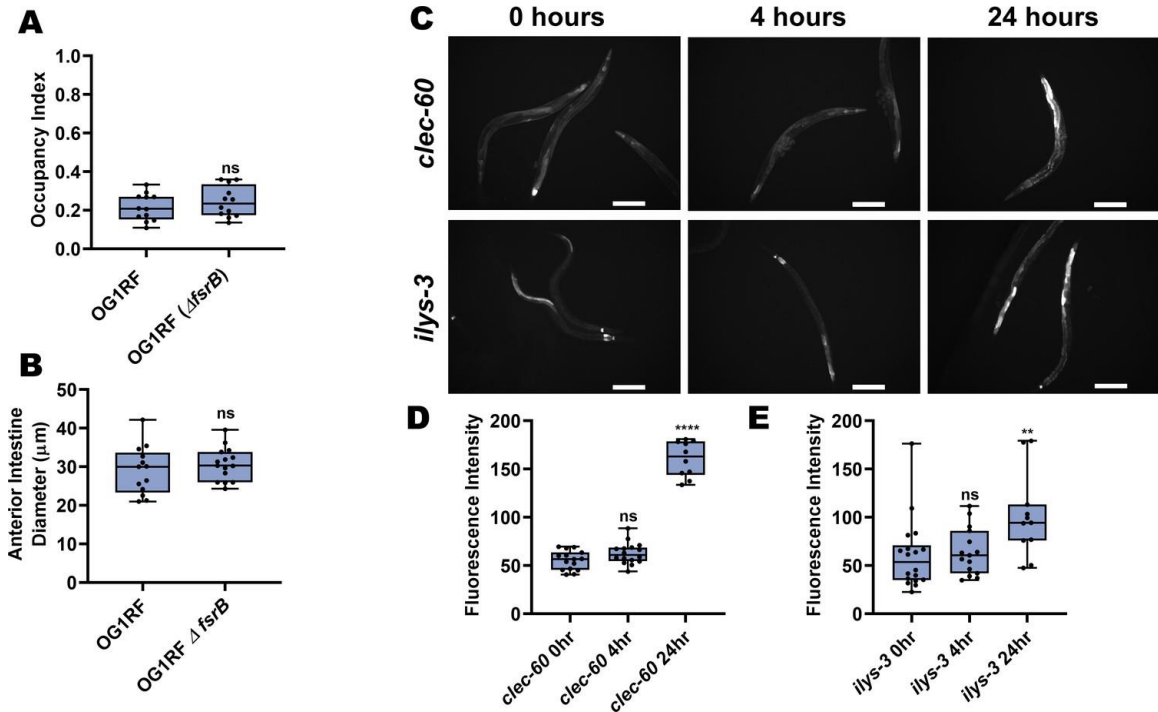 A
Occupancy Index
1.0
0.8
0.6
0.4
0.2
0.0
ns
OG1RF
OG1RF (ΔfsrB)
B
Anterior Intestine
Diameter (μm)
50
40
30
20
10
0
ns
OG1RF
OG1RF Δ fsrB
C
0 hours
4 hours
24 hours
clec-60
ilys-3
D
Fluorescence Intensity
200
150
100
50
0
ns
****
clec-60 0hr
clec-60 4hr
clec-60 24hr
E
Fluorescence Intensity
200
150
100
50
0
ns
**
ilys-3 0hr
ilys-3 4hr
ilys-3 24hr